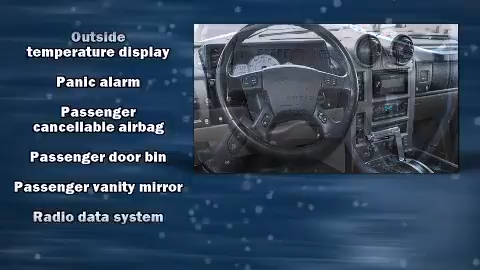 Outside
temperature display
Panic alarm
Passenger
cancellable airbag
Passenger door bin
Passenger vanity mirror
Radio data system